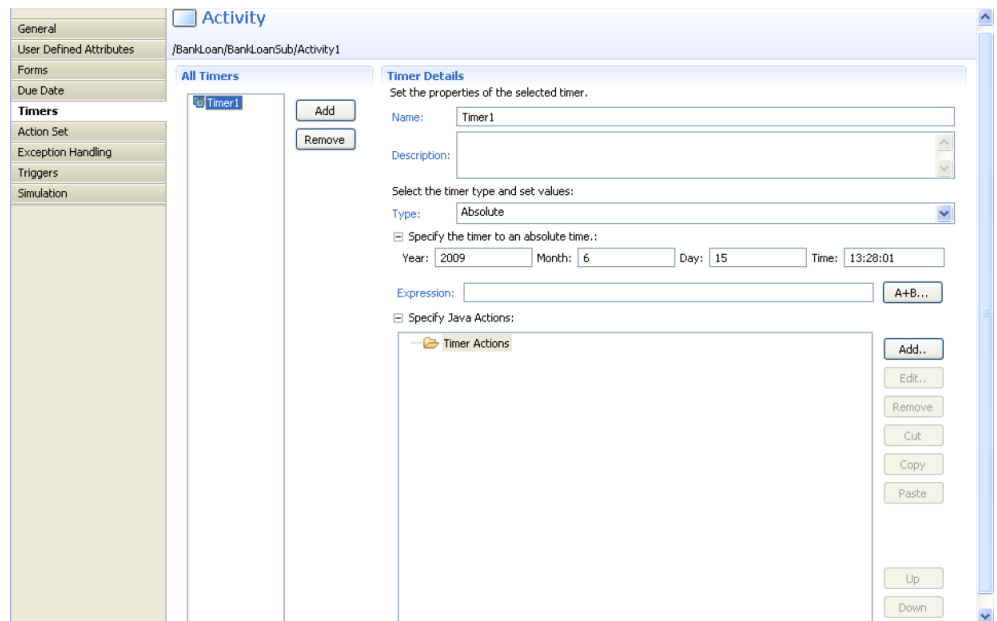 Activity
/BankLoan/BankLoanSub/Activity1
General
User Defined Attributes
Forms
Due Date
Timers
Action Set
Exception Handling
Triggers
Simulation
All Timers
Timer1
Add
Remove
Timer Details
Set the properties of the selected timer.
Name: Timer1
Description:
Select the timer type and set values:
Type: Absolute
Specify the timer to an absolute time.:
Year: 2009 Month: 6 Day: 15 Time: 13:28:01
Expression: A+B...
Specify Java Actions:
Timer Actions
Add..
Edit..
Remove
Cut
Copy
Paste
Up
Down